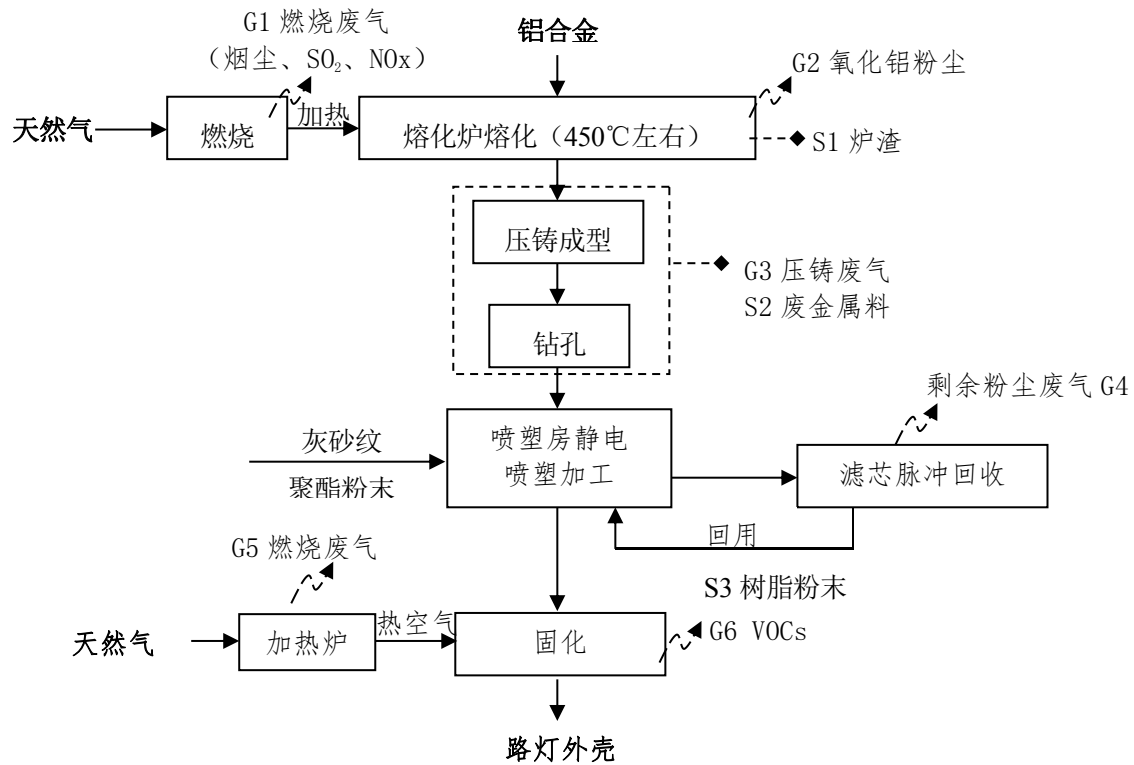 G1 燃烧废气
（烟尘、SO₂、NOx）
铝合金
G2 氧化铝粉尘
天然气
燃烧
加热
熔化炉熔化（450℃左右）
S1 炉渣
压铸成型
G3 压铸废气
S2 废金属料
钻孔
剩余粉尘废气 G4
灰砂纹
聚酯粉末
喷塑房静电
喷塑加工
滤芯脉冲回收
回用
G5 燃烧废气
S3 树脂粉末
天然气
加热炉
热空气
固化
G6 VOCs
路灯外壳